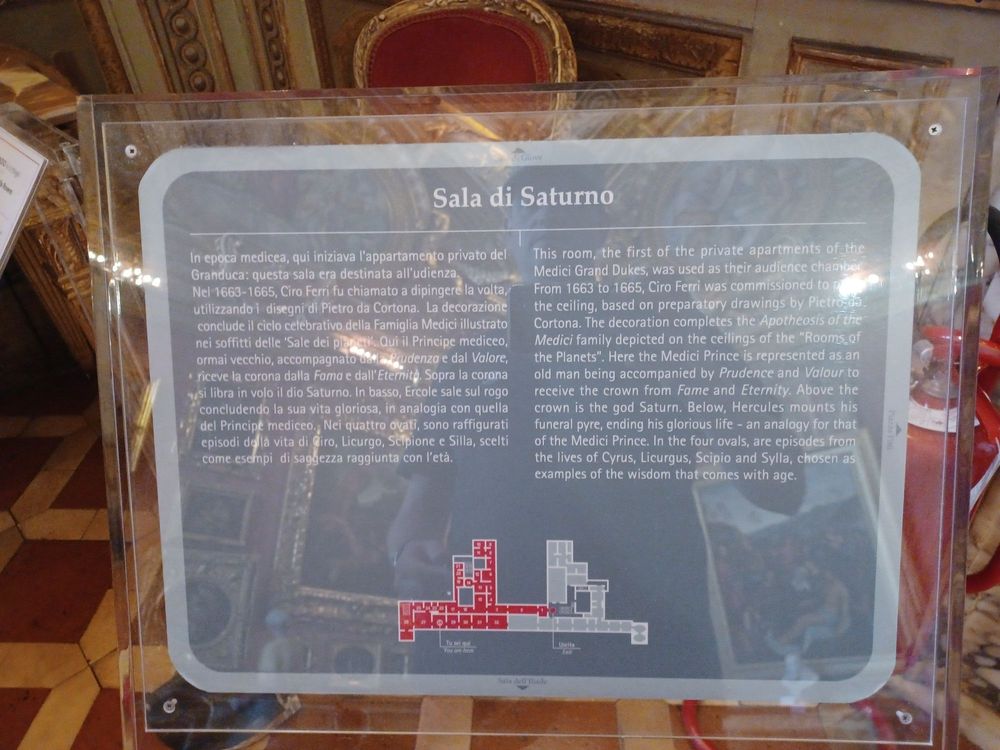 Giove
Sala di Saturno
In epoca medicea, qui iniziava l'appartamento privato del
Granduca: questa sala era destinata all'udienza.
Nel 1663-1665, Ciro Ferri fu chiamato a dipingere la volta,
utilizzando i disegni di Pietro da Cortona. La decorazione
conclude il ciclo celebrativo della Famiglia Medici illustrato
nei soffitti delle 'Sale dei pianeti'. Qui il Principe mediceo,
ormai vecchio, accompagnato dalla Prudenza e dal Valore,
riceve la corona dalla Fama e dall'Eternità. Sopra la corona
si libra in volo il dio Saturno. In basso, Ercole sale sul rogo
concludendo la sua vita gloriosa, in analogia con quella
del Principe mediceo. Nei quattro ovati, sono raffigurati
episodi della vita di Ciro, Licurgo, Scipione e Silla, scelti
come esempi di saggezza raggiunta con l'età.
This room, the first of the private apartments of the
Medici Grand Dukes, was used as their audience chamber
From 1663 to 1665, Ciro Ferri was commissioned to
the ceiling, based on preparatory drawings by Pietro da
Cortona. The decoration completes the Apotheosis of the
Medici family depicted on the ceilings of the "Rooms of
the Planets". Here the Medici Prince is represented as an
old man being accompanied by Prudence and Valour to
receive the crown from Fame and Eternity. Above the
crown is the god Saturn. Below, Hercules mounts his
funeral pyre, ending his glorious life - an analogy for that
of the Medici Prince. In the four ovals, are episodes from
the lives of Cyrus, Licurgus, Scipio and Sylla, chosen as
examples of the wisdom that comes with age.
Tu sei qui
You are here
Uscita
Exit
Sala dell'Iliade